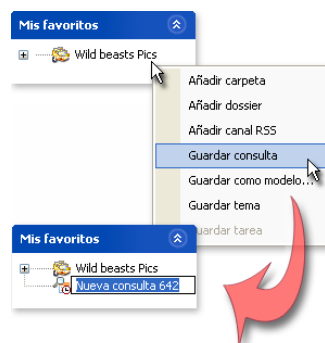 Mis favoritos
Wild beasts Pics
Añadir carpeta
Añadir dossier
Añadir canal RSS
Guardar consulta
Guardar como modelo...
Guardar tema
Guardar tarea
Mis favoritos
Wild beasts Pics
Nueva consulta 642